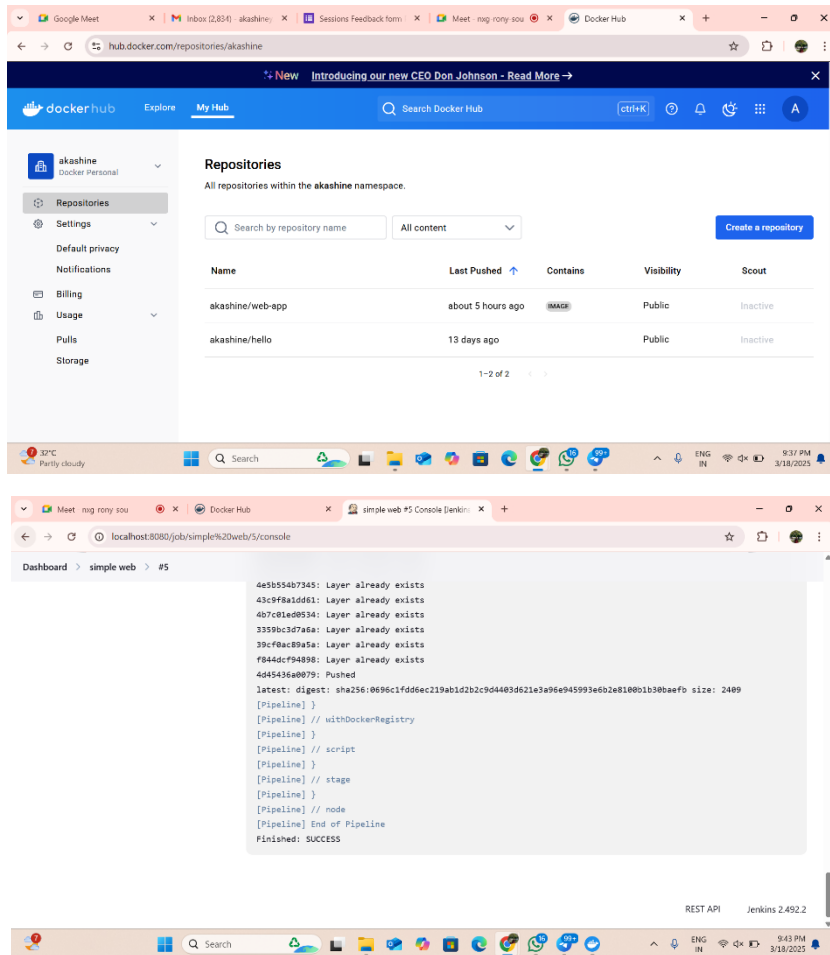 Google Meet
Inbox (2,834) - akashine
Sessions Feedback form
Meet - nxg-rony-sou
Docker Hub
hub.docker.com/repositories/akashine
New Introducing our new CEO Don Johnson - Read More →
dockerhub Explore My Hub Search Docker Hub ctrl+K A
akashine
Docker Personal
Repositories
Settings
Default privacy
Notifications
Billing
Usage
Pulls
Storage
Repositories
All repositories within the akashine namespace.
Search by repository name All content Create a repository
Name Last Pushed ↑ Contains Visibility Scout
akashine/web-app about 5 hours ago IMAGE Public Inactive
akashine/hello 13 days ago Public Inactive
1–2 of 2
7 32°C
Partly cloudy
Search
16
99+
ENG
IN
9:37 PM
3/18/2025
Meet nxg rony sou
Docker Hub
simple web #5 Console [Jenkins
localhost:8080/job/simple%20web/5/console
Dashboard > simple web > #5
4e5b554b7345: Layer already exists
43c9f8a1dd61: Layer already exists
4b7c01ed0534: Layer already exists
3359bc3d7a6a: Layer already exists
39cf0ac89a5a: Layer already exists
f844dcf94898: Layer already exists
4d45436a0079: Pushed
latest: digest: sha256:0696c1fdd6ec219ab1d2b2c9d4403d621e3a96e945993e6b2e8100b1b30baefb size: 2409
[Pipeline] }
[Pipeline] // withDockerRegistry
[Pipeline] }
[Pipeline] // script
[Pipeline] }
[Pipeline] // stage
[Pipeline] }
[Pipeline] // node
[Pipeline] End of Pipeline
Finished: SUCCESS
REST API Jenkins 2.492.2
7
Search
16
99+
ENG
IN
9:43 PM
3/18/2025